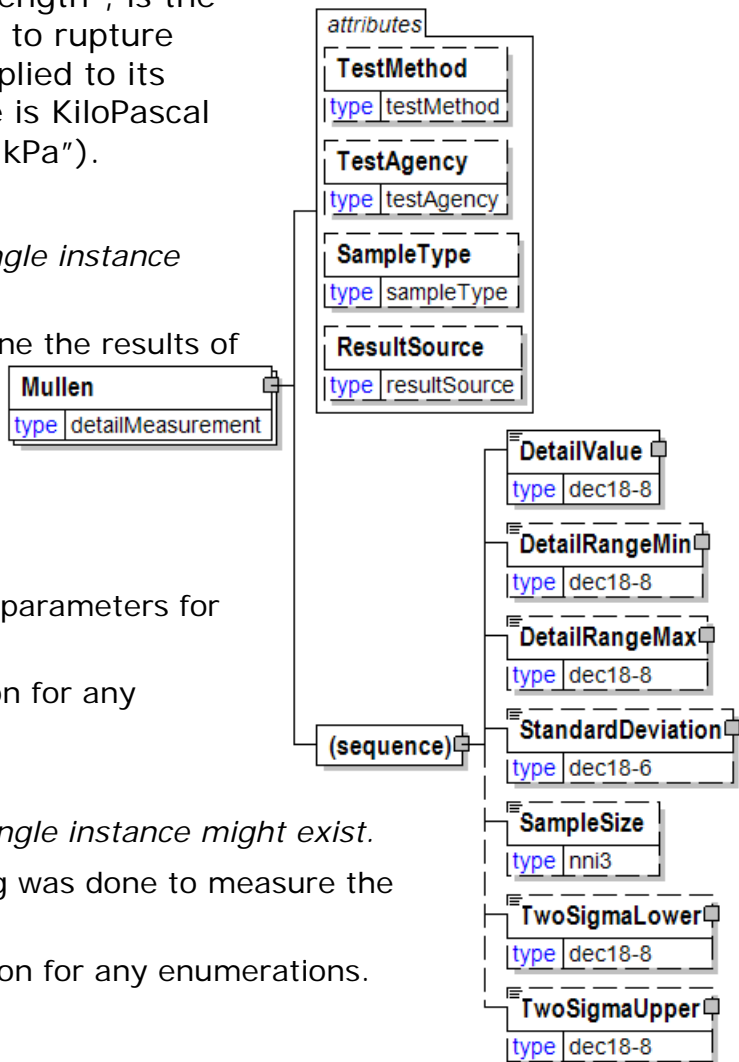 ength", is the
to rupture
plied to its
e is KiloPascal
kPa").
ngle instance
ne the results of
parameters for
on for any
ngle instance might exist.
g was done to measure the
on for any enumerations.
Mullen
type detailMeasurement
attributes
TestMethod
type testMethod
TestAgency
type testAgency
SampleType
type sampleType
ResultSource
type resultSource
(sequence)
DetailValue
type dec18-8
DetailRangeMin
type dec18-8
DetailRangeMax
type dec18-8
StandardDeviation
type dec18-6
SampleSize
type nni3
TwoSigmaLower
type dec18-8
TwoSigmaUpper
type dec18-8